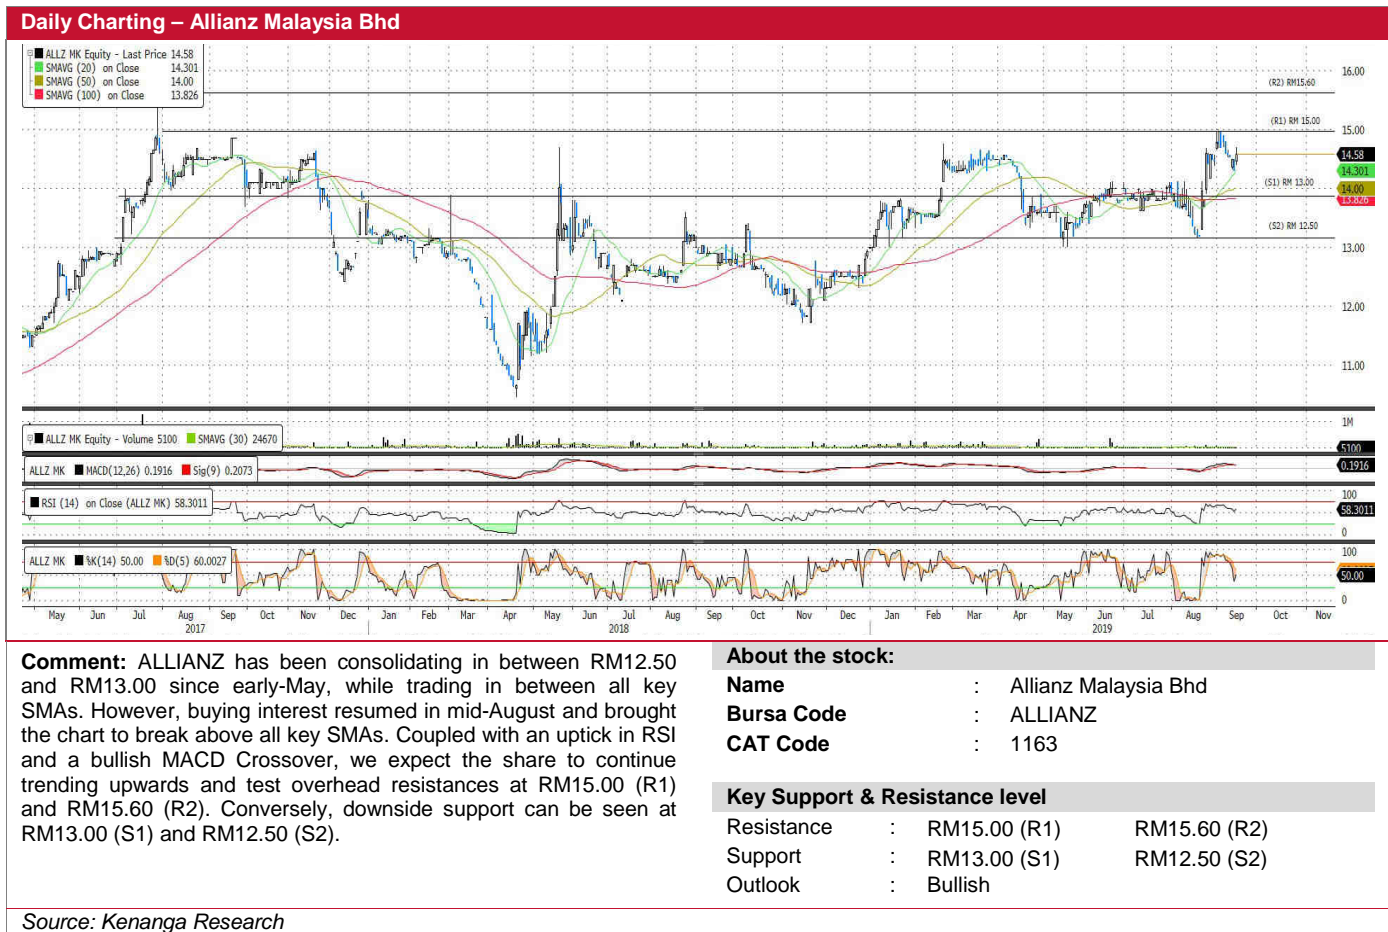 Daily Charting – Allianz Malaysia Bhd
ALLZ MK Equity - Last Price 14.58
SMAVG (20) on Close 14.301
SMAVG (50) on Close 14.00
SMAVG (100) on Close 13.826
(R2) RM15.60
(R1) RM 15.00
(S1) RM 13.00
(S2) RM 12.50
16.00
15.00
14.58
14.301
14.00
13.826
13.00
12.00
11.00
ALLZ MK Equity - Volume 5100 SMAVG (30) 24670
1M
5100
ALLZ MK MACD(12,26) 0.1916 Sig(9) 0.2073
0.1916
RSI (14) on Close (ALLZ MK) 58.3011
100
58.3011
0
ALLZ MK %K(14) 50.00 %D(5) 60.0027
100
50.00
0
May Jun Jul Aug Sep Oct Nov Dec Jan Feb Mar Apr May Jun Jul Aug Sep Oct Nov Dec Jan Feb Mar Apr May Jun Jul Aug Sep Oct Nov
2017 2018 2019
Comment: ALLIANZ has been consolidating in between RM12.50
and RM13.00 since early-May, while trading in between all key
SMAs. However, buying interest resumed in mid-August and brought
the chart to break above all key SMAs. Coupled with an uptick in RSI
and a bullish MACD Crossover, we expect the share to continue
trending upwards and test overhead resistances at RM15.00 (R1)
and RM15.60 (R2). Conversely, downside support can be seen at
RM13.00 (S1) and RM12.50 (S2).
About the stock:
Name : Allianz Malaysia Bhd
Bursa Code : ALLIANZ
CAT Code : 1163
Key Support & Resistance level
Resistance : RM15.00 (R1) RM15.60 (R2)
Support : RM13.00 (S1) RM12.50 (S2)
Outlook : Bullish
Source: Kenanga Research